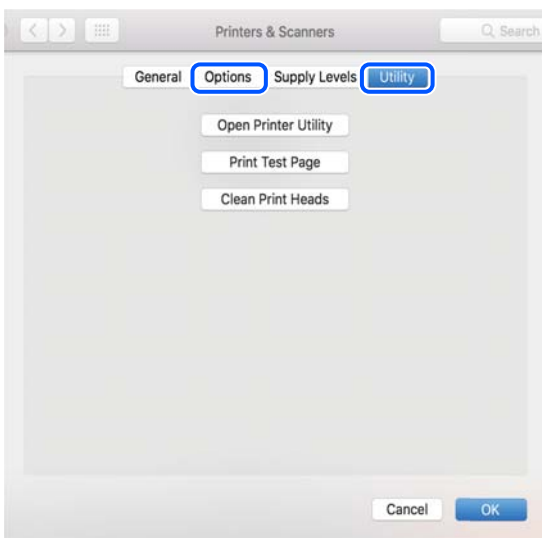 Printers & Scanners Search
General Options Supply Levels Utility
Open Printer Utility
Print Test Page
Clean Print Heads
Cancel OK